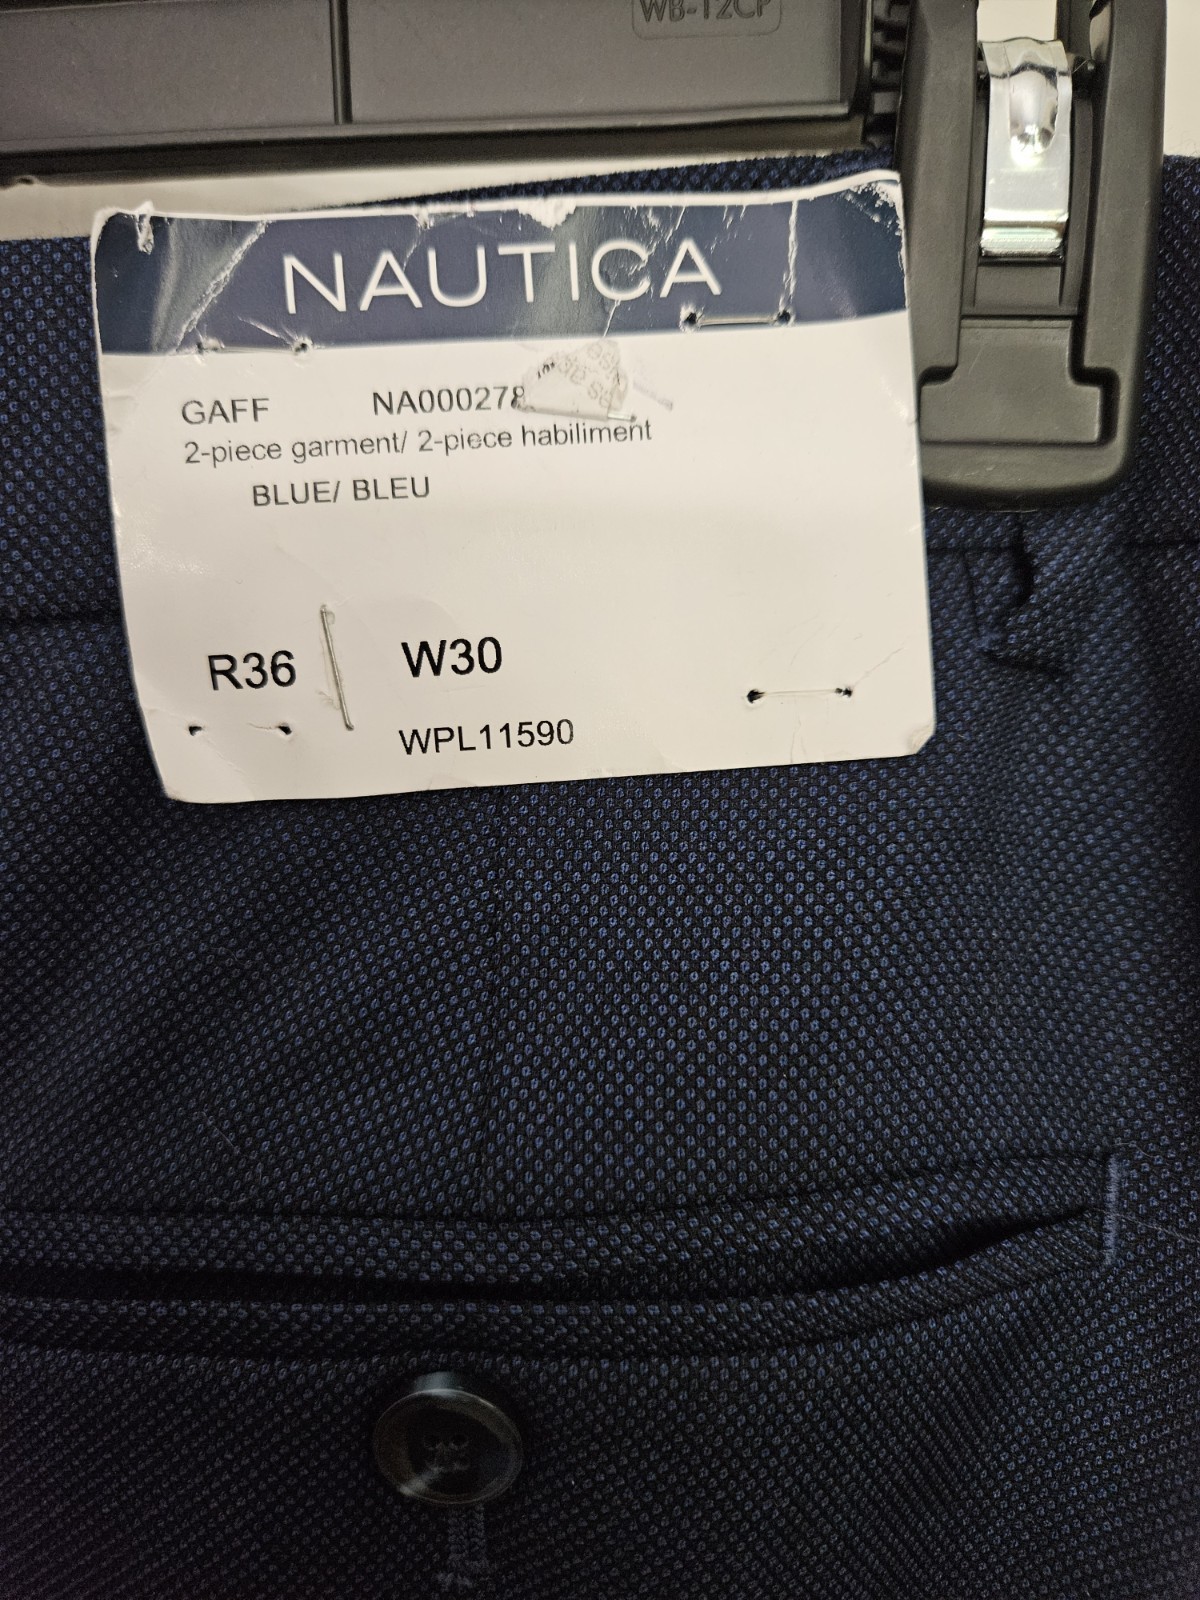 WB-12CP
NAUTICA
GAFF NA000278
2-piece garment/ 2-piece habiliment
BLUE/ BLEU
R36 W30
WPL11590